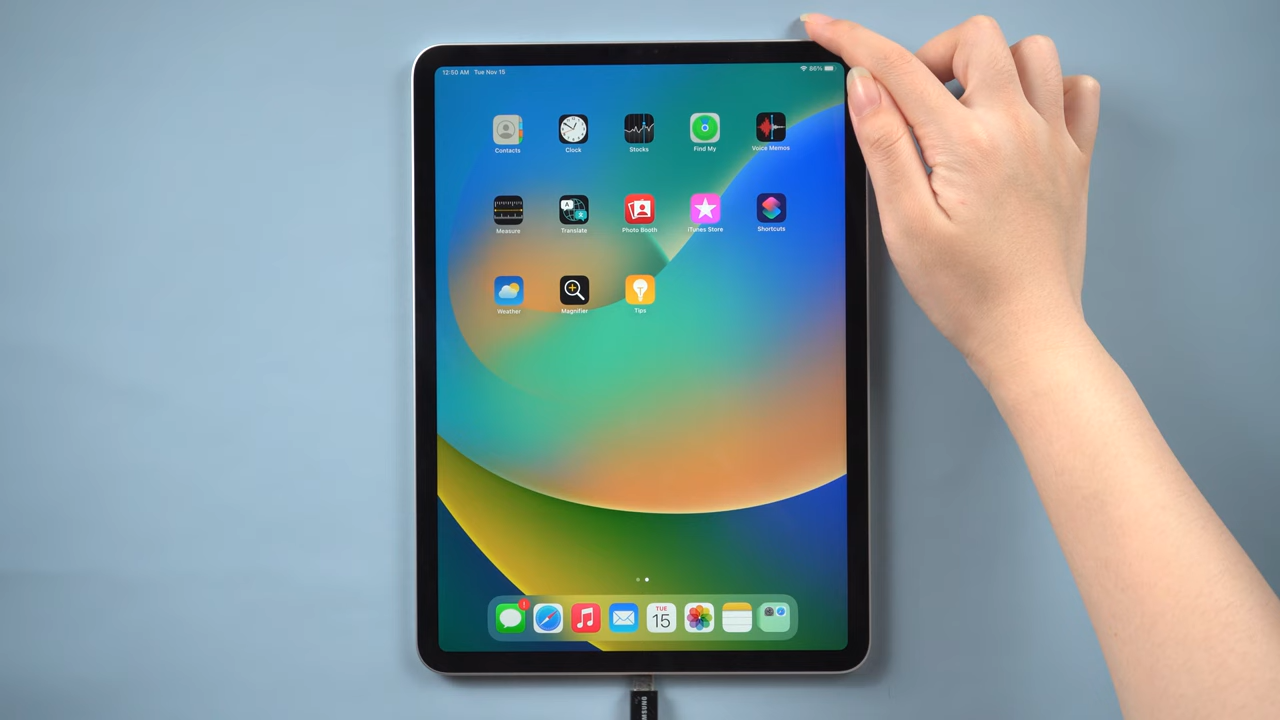 12:50 AM Tue Nov 15
86%
Contacts
Clock
Stocks
Find My
Voice Memos
Measure
Translate
Photo Booth
iTunes Store
Shortcuts
Weather
Magnifier
Tips
TUE
15
SAMSUNG